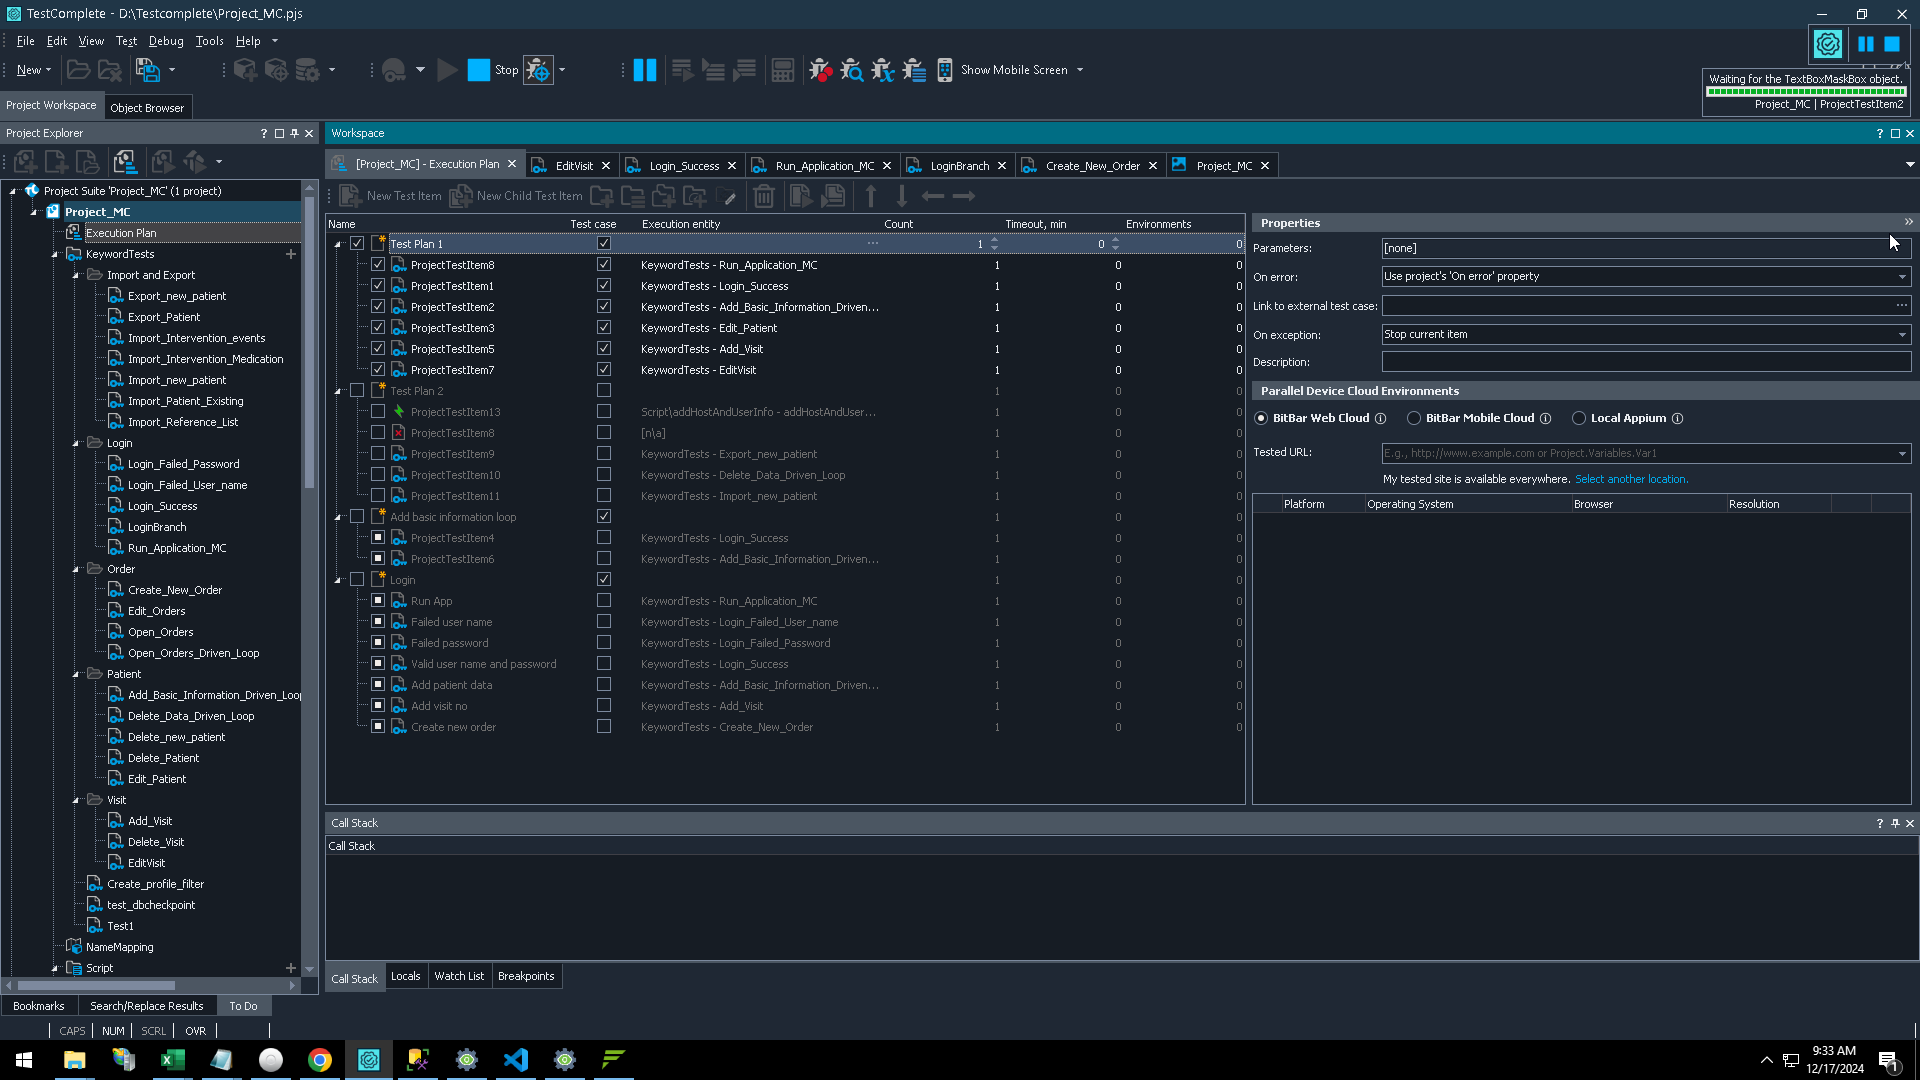 TestComplete - D:\Testcomplete\Project_MC.pjs
File Edit View Test Debug Tools Help
New Stop Show Mobile Screen
Waiting for the TextBoxMaskBox object.
Project_MC | ProjectTestItem2
Project Workspace Object Browser
Project Explorer
Workspace
[Project_MC] - Execution Plan EditVisit Login_Success Run_Application_MC LoginBranch Create_New_Order Project_MC
New Test Item New Child Test Item
Project Suite 'Project_MC' (1 project)
Project_MC
Execution Plan
KeywordTests
Import and Export
Export_new_patient
Export_Patient
Import_Intervention_events
Import_Intervention_Medication
Import_new_patient
Import_Patient_Existing
Import_Reference_List
Login
Login_Failed_Password
Login_Failed_User_name
Login_Success
LoginBranch
Run_Application_MC
Order
Create_New_Order
Edit_Orders
Open_Orders
Open_Orders_Driven_Loop
Patient
Add_Basic_Information_Driven_Loop
Delete_Data_Driven_Loop
Delete_new_patient
Delete_Patient
Edit_Patient
Visit
Add_Visit
Delete_Visit
EditVisit
Create_profile_filter
test_dbcheckpoint
Test1
NameMapping
Script
Name Test case Execution entity Count Timeout, min Environments
Test Plan 1 ... 1 0 0
ProjectTestItem8 KeywordTests - Run_Application_MC 1 0 0
ProjectTestItem1 KeywordTests - Login_Success 1 0 0
ProjectTestItem2 KeywordTests - Add_Basic_Information_Driven... 1 0 0
ProjectTestItem3 KeywordTests - Edit_Patient 1 0 0
ProjectTestItem5 KeywordTests - Add_Visit 1 0 0
ProjectTestItem7 KeywordTests - EditVisit 1 0 0
Test Plan 2 1 0 0
ProjectTestItem13 Script\addHostAndUserInfo - addHostAndUser... 1 0 0
ProjectTestItem8 [n\a] 1 0 0
ProjectTestItem9 KeywordTests - Export_new_patient 1 0 0
ProjectTestItem10 KeywordTests - Delete_Data_Driven_Loop 1 0 0
ProjectTestItem11 KeywordTests - Import_new_patient 1 0 0
Add basic information loop 1 0 0
ProjectTestItem4 KeywordTests - Login_Success 1 0 0
ProjectTestItem6 KeywordTests - Add_Basic_Information_Driven... 1 0 0
Login 1 0 0
Run App KeywordTests - Run_Application_MC 1 0 0
Failed user name KeywordTests - Login_Failed_User_name 1 0 0
Failed password KeywordTests - Login_Failed_Password 1 0 0
Valid user name and password KeywordTests - Login_Success 1 0 0
Add patient data KeywordTests - Add_Basic_Information_Driven... 1 0 0
Add visit no KeywordTests - Add_Visit 1 0 0
Create new order KeywordTests - Create_New_Order 1 0 0
Properties
Parameters: [none]
On error: Use project's 'On error' property
Link to external test case: ...
On exception: Stop current item
Description:
Parallel Device Cloud Environments
BitBar Web Cloud BitBar Mobile Cloud Local Appium
Tested URL: E.g., http://www.example.com or Project.Variables.Var1
My tested site is available everywhere. Select another location.
Platform Operating System Browser Resolution
Call Stack
Call Stack
Call Stack Locals Watch List Breakpoints
Bookmarks Search/Replace Results To Do
CAPS NUM SCRL OVR
9:33 AM
12/17/2024
1